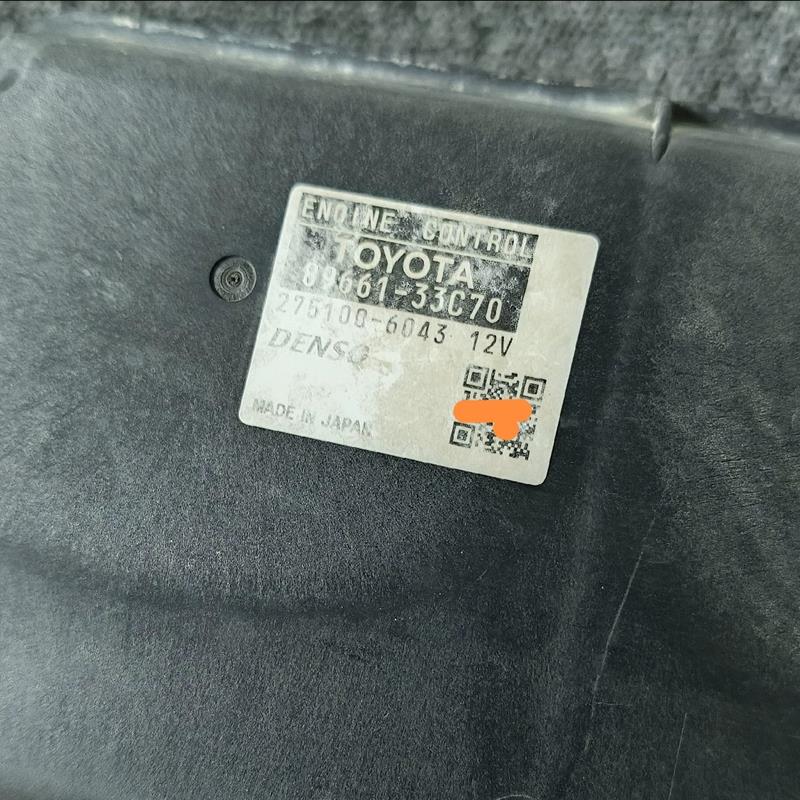 ENGINE CONTROL
TOYOTA
89661-33C70
275100-6043 12V
DENSO
MADE IN JAPAN